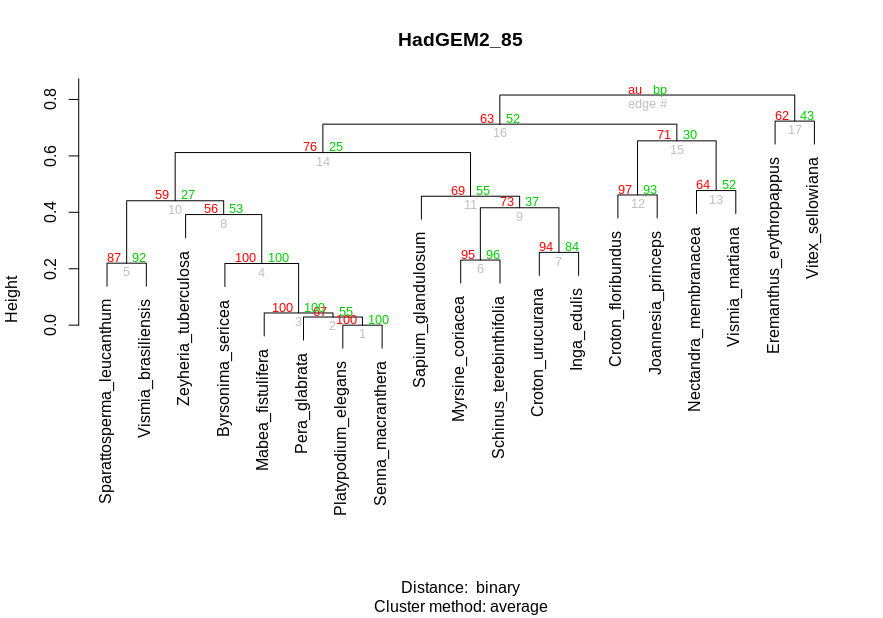 HadGEM2_85
Height
0.0 0.2 0.4 0.6 0.8
au bp
edge #
62 43
17
63 52
16
71 30
15
76 25
14
64 52
13
97 93
12
69 55
11
59 27
10
73 37
9
56 53
8
94 84
7
95 96
6
87 92
5
100 100
4
100 100
3
67 55
2
100 100
1
Sparattosperma_leucanthum
Vismia_brasiliensis
Zeyheria_tuberculosa
Byrsonima_sericea
Mabea_fistulifera
Pera_glabrata
Platypodium_elegans
Senna_macranthera
Sapium_glandulosum
Myrsine_coriacea
Schinus_terebinthifolia
Croton_urucurana
Inga_edulis
Croton_floribundus
Joannesia_princeps
Nectandra_membranacea
Vismia_martiana
Eremanthus_erythropappus
Vitex_sellowiana
Distance: binary
Cluster method: average